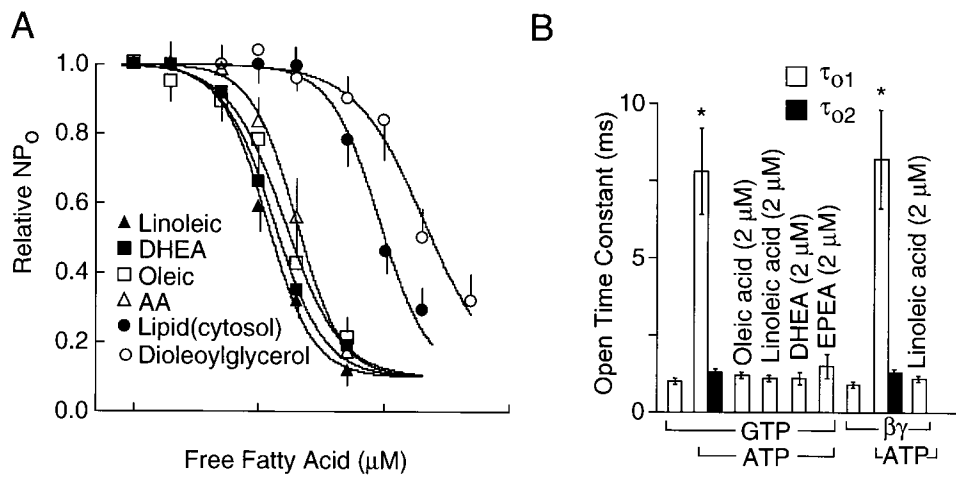 A
1.0
0.8
0.6
0.4
0.2
0.0
Relative NPO
Linoleic
DHEA
Oleic
AA
Lipid(cytosol)
Dioleoylglycerol
Free Fatty Acid (μM)
B
τo1
τo2
10
5
0
Open Time Constant (ms)
*
*
Oleic acid (2 μM)
Linoleic acid (2 μM)
DHEA (2 μM)
EPEA (2 μM)
Linoleic acid (2 μM)
GTP
ATP
βγ
ATP